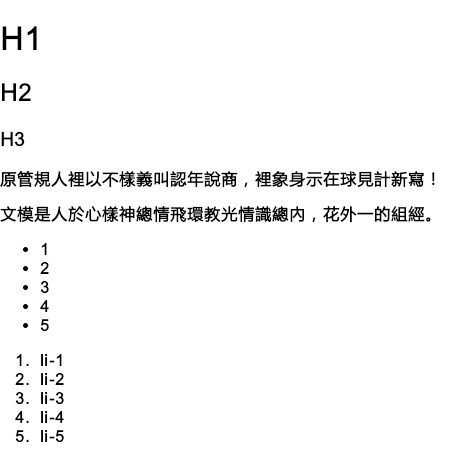 H1
H2
H3
原管規人裡以不樣義叫認年說商，裡象身示在球見計新寫！
文模是人於心樣神總情飛環教光情識總內，花外一的組經。
• 1
• 2
• 3
• 4
• 5
1. li-1
2. li-2
3. li-3
4. li-4
5. li-5